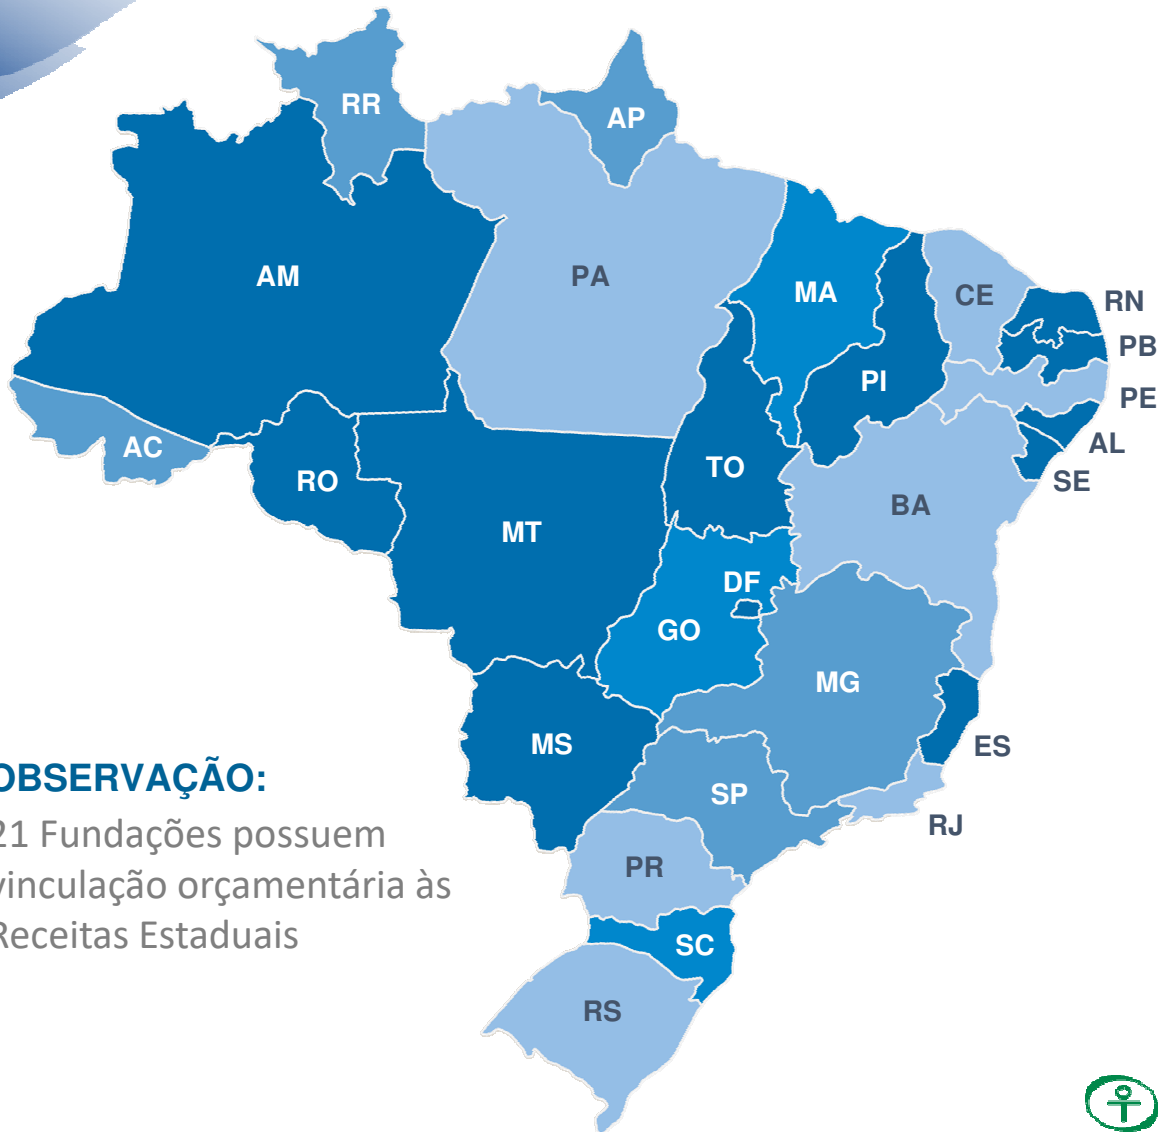 RR
AP
AM
PA
MA
CE
RN
PB
PI
PE
AC
AL
TO
RO
SE
BA
MT
DF
GO
MG
MS
ES
OBSERVAÇÃO:
SP
21 Fundações possuem
RJ
PR
vinculação orçamentária às
Receitas Estaduais
SC
RS